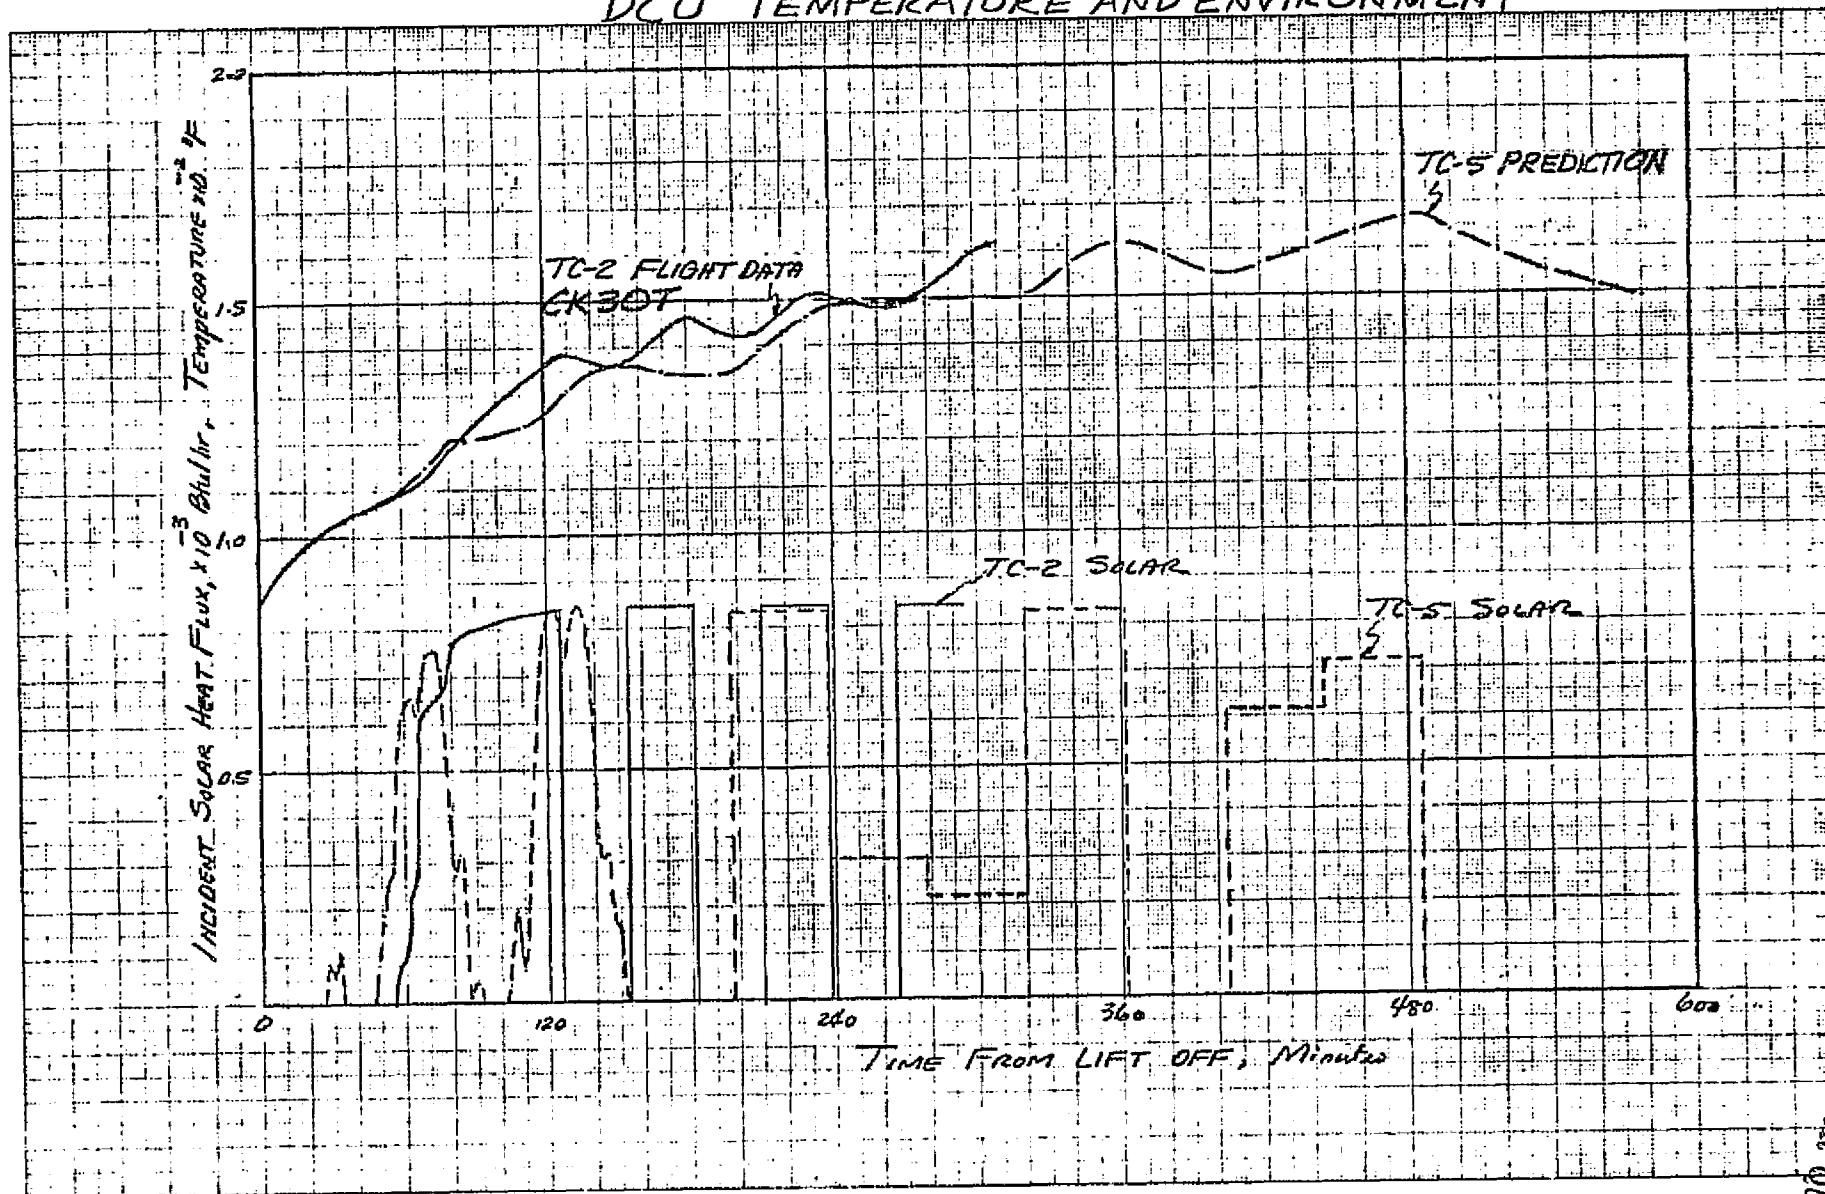 DCU TEMPERATURE AND ENVIRONMENT
INCIDENT SOLAR HEAT FLUX, x10⁻³ Btu/hr, TEMPERATURE x10⁻² °F
2.0
1.5
1.0
0.5
TC-5 PREDICTION
TC-2 FLIGHT DATA
CK30T
TC-2 SOLAR
TC-5 SOLAR
0
120
240
360
480
600
TIME FROM LIFT OFF, Minutes